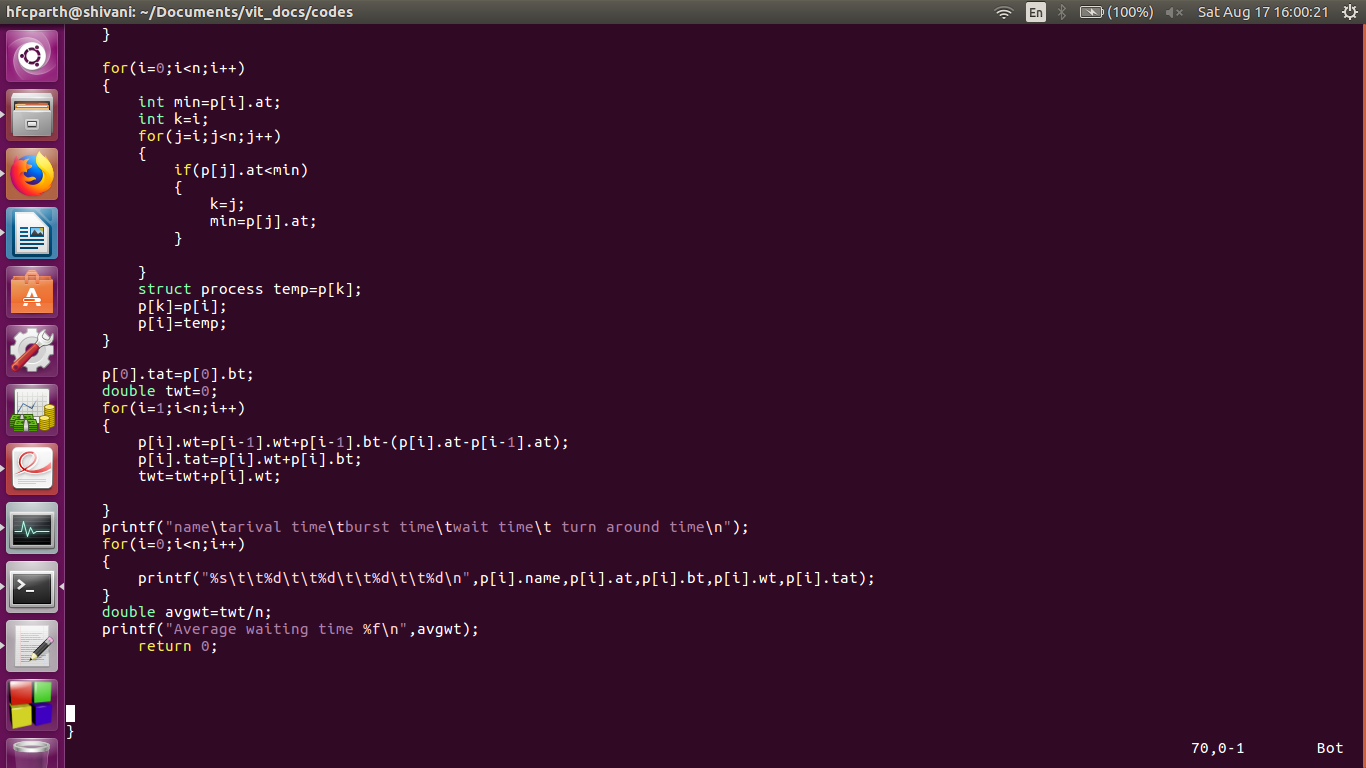 hfcparth@shivani: ~/Documents/vit_docs/codes
En
(100%)
Sat Aug 17 16:00:21
    }

    for(i=0;i<n;i++)
    {
        int min=p[i].at;
        int k=i;
        for(j=i;j<n;j++)
        {
            if(p[j].at<min)
            {
                k=j;
                min=p[j].at;
            }

        }
        struct process temp=p[k];
        p[k]=p[i];
        p[i]=temp;
    }

    p[0].tat=p[0].bt;
    double twt=0;
    for(i=1;i<n;i++)
    {
        p[i].wt=p[i-1].wt+p[i-1].bt-(p[i].at-p[i-1].at);
        p[i].tat=p[i].wt+p[i].bt;
        twt=twt+p[i].wt;

    }
    printf("name\tarival time\tburst time\twait time\t turn around time\n");
    for(i=0;i<n;i++)
    {
        printf("%s\t\t%d\t\t%d\t\t%d\t\t%d\n",p[i].name,p[i].at,p[i].bt,p[i].wt,p[i].tat);
    }
    double avgwt=twt/n;
    printf("Average waiting time %f\n",avgwt);
        return 0;

}
70,0-1
Bot